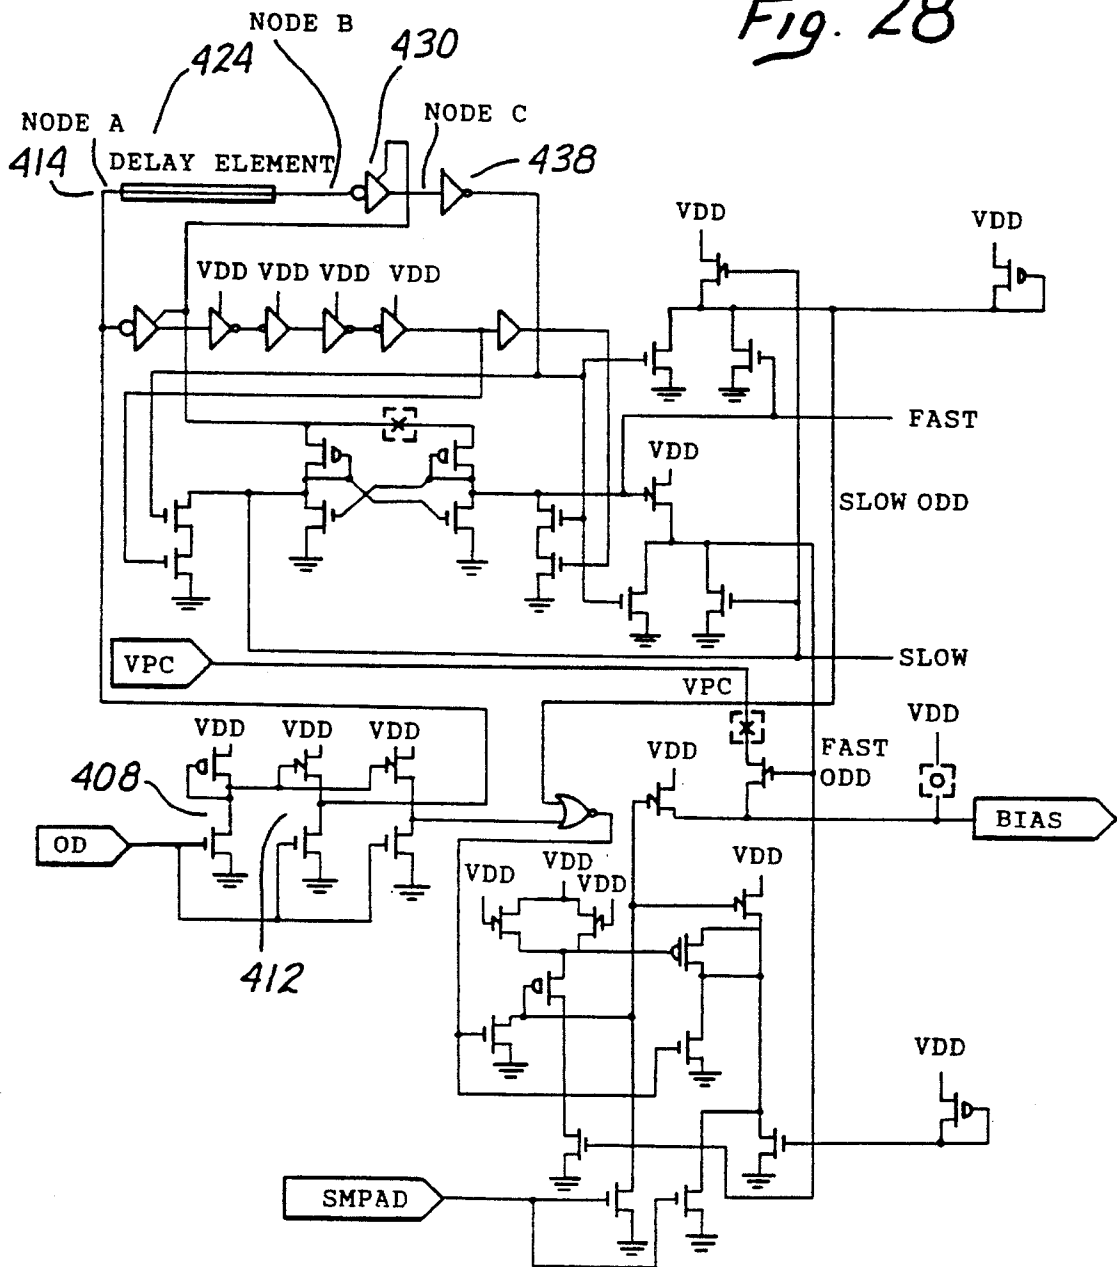 Fig. 28
NODE B
430
424
NODE A
NODE C
414
DELAY ELEMENT
438
VDD
VDD
VDD VDD VDD VDD
FAST
VDD
SLOW ODD
SLOW
VPC
VPC
VDD
VDD VDD VDD
VDD
FAST
ODD
408
BIAS
OD
VDD
VDD
VDD
VDD
412
VDD
SMPAD